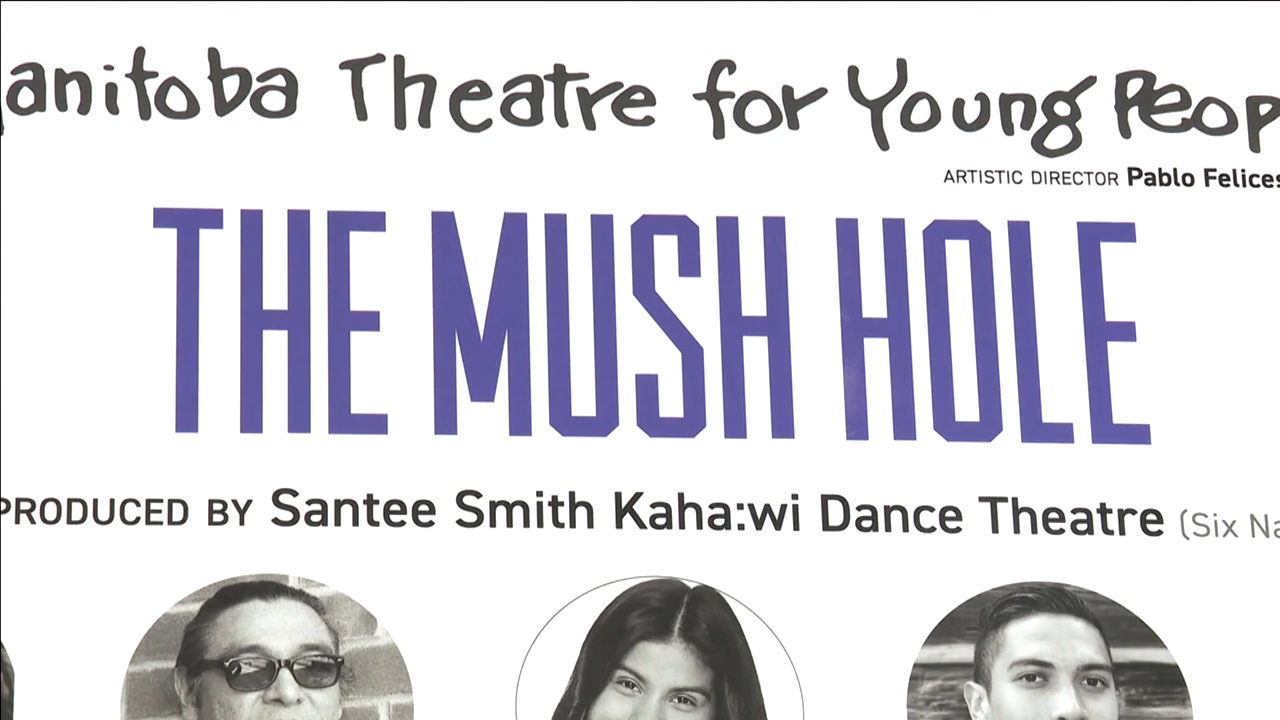 anitoba Theatre for Young Peop
ARTISTIC DIRECTOR Pablo Felices
THE MUSH HOLE
PRODUCED BY Santee Smith Kaha:wi Dance Theatre (Six Na